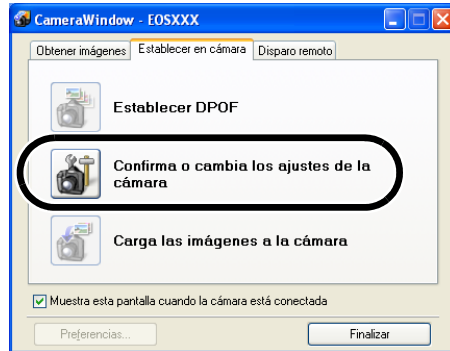 CameraWindow - EOSXXX
Obtener imágenes Establecer en cámara Disparo remoto
Establecer DPOF
Confirma o cambia los ajustes de la
cámara
Carga las imágenes a la cámara
Muestra esta pantalla cuando la cámara está conectada
Preferencias... Finalizar